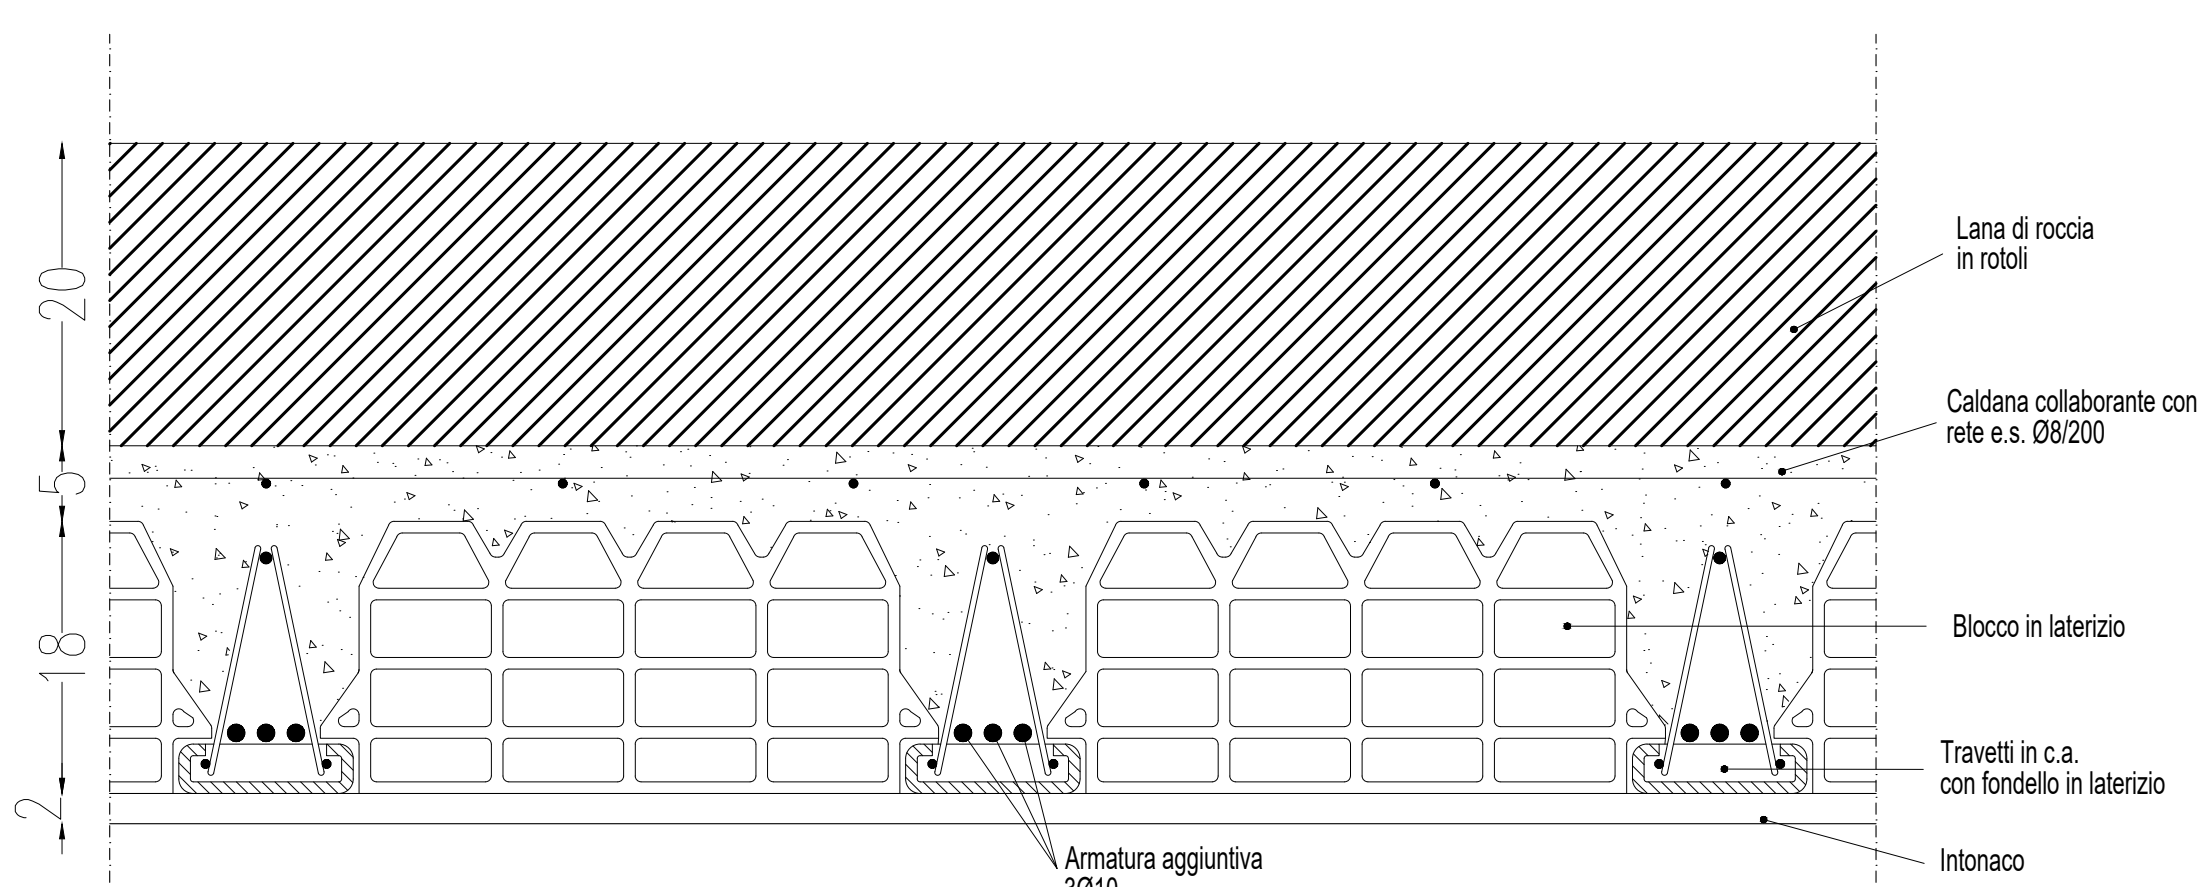 20
5
18
2
Lana di roccia
in rotoli
Caldana collaborante con
rete e.s. Ø8/200
Blocco in laterizio
Travetti in c.a.
con fondello in laterizio
Intonaco
Armatura aggiuntiva
3Ø10